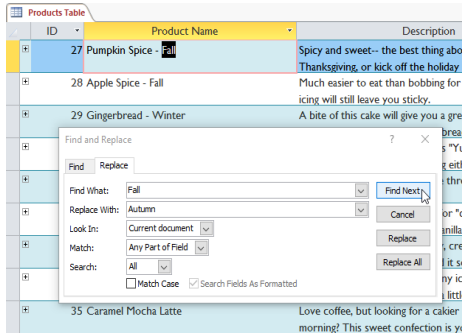 Products Table
ID Product Name Description
27 Pumpkin Spice - Fall Spicy and sweet-- the best thing abo
Thanksgiving, or kick off the holiday
28 Apple Spice - Fall Much easier to eat than bobbing for
icing will still leave you sticky.
29 Gingerbread - Winter A bite of this cake will give you a gre
Find and Replace ? ×
Find Replace
Find What: Fall Find Next
Replace With: Autumn Cancel
Look In: Current document
Match: Any Part of Field Replace
Search: All Replace All
Match Case Search Fields As Formatted
35 Caramel Mocha Latte Love coffee, but looking for a cakier
morning? This sweet confection is yo